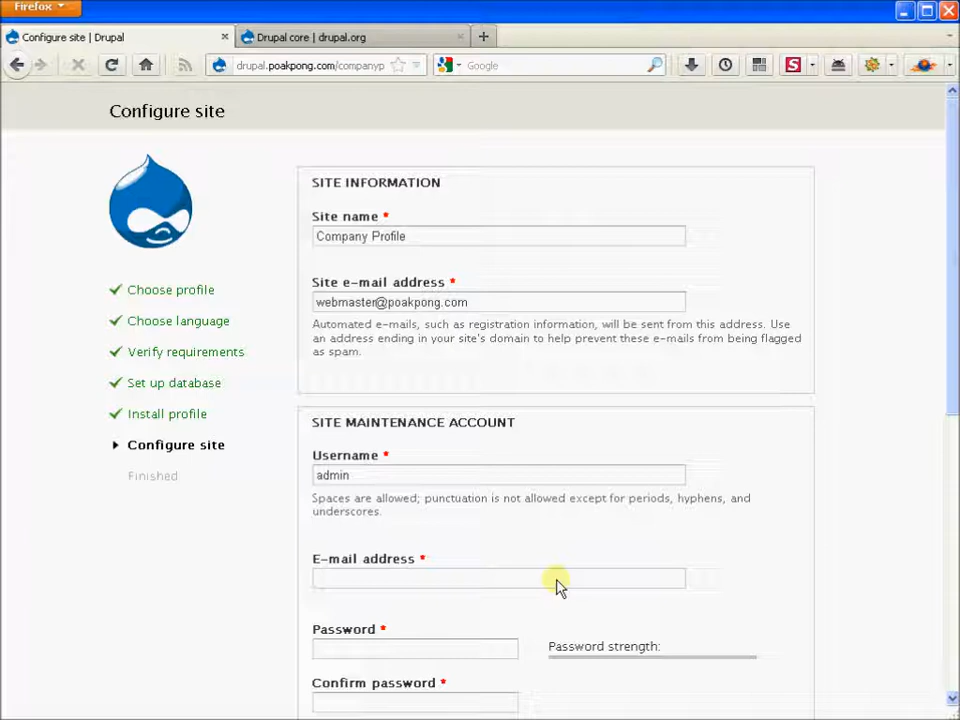 Firefox
Configure site | Drupal
Drupal core | drupal.org
drupal.poakpong.com/companyp
Google
S
Configure site
Choose profile
Choose language
Verify requirements
Set up database
Install profile
Configure site
Finished
SITE INFORMATION
Site name *
Company Profile
Site e-mail address *
webmaster@poakpong.com
Automated e-mails, such as registration information, will be sent from this address. Use
an address ending in your site's domain to help prevent these e-mails from being flagged
as spam.
SITE MAINTENANCE ACCOUNT
Username *
admin
Spaces are allowed; punctuation is not allowed except for periods, hyphens, and
underscores.
E-mail address *
Password *
Password strength:
Confirm password *